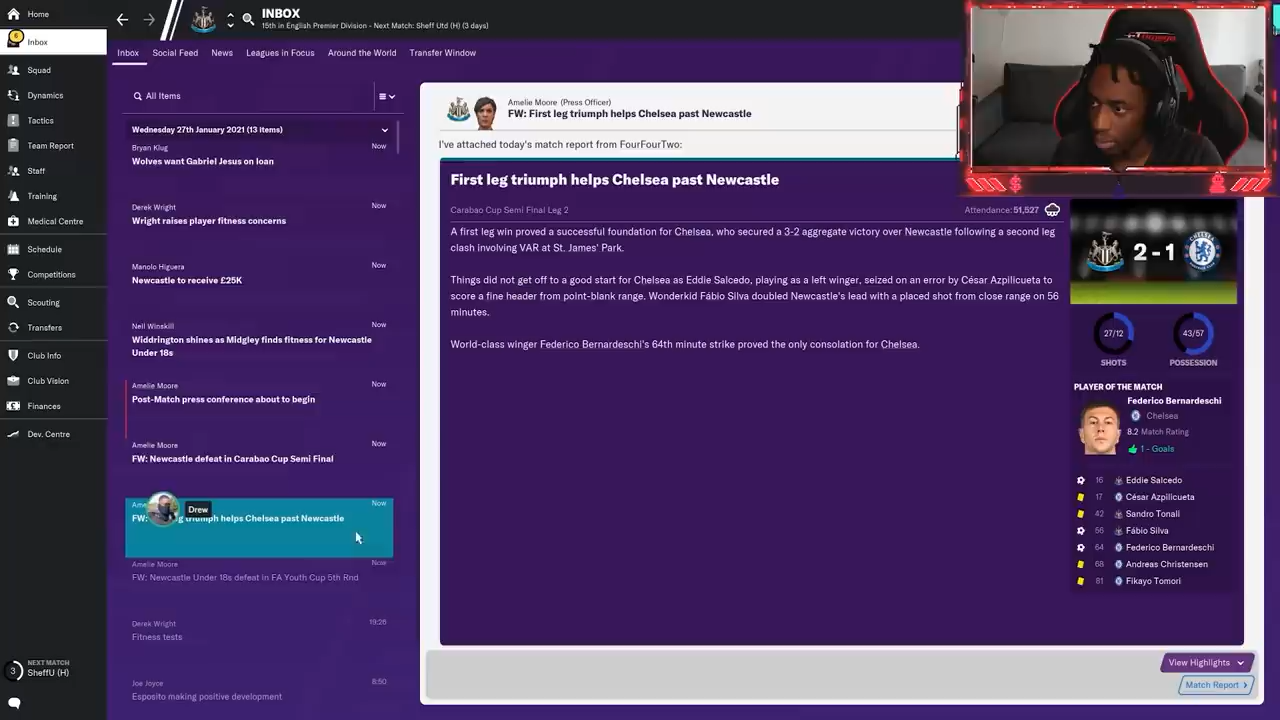 Home
INBOX
15th in English Premier Division - Next Match: Sheff Utd (H) (3 days)
6
Inbox
Squad
Dynamics
Tactics
Team Report
Staff
Training
Medical Centre
Schedule
Competitions
Scouting
Transfers
Club Info
Club Vision
Finances
Dev. Centre
3
NEXT MATCH
SheffU (H)
Inbox
Social Feed
News
Leagues in Focus
Around the World
Transfer Window
All Items
Wednesday 27th January 2021 (13 items)
Bryan Klug
Now
Wolves want Gabriel Jesus on loan
Derek Wright
Now
Wright raises player fitness concerns
Manolo Higuera
Now
Newcastle to receive £25K
Neil Winskill
Now
Widdrington shines as Midgley finds fitness for Newcastle
Under 18s
Amelie Moore
Now
Post-Match press conference about to begin
Amelie Moore
Now
FW: Newcastle defeat in Carabao Cup Semi Final
Now
Drew
triumph helps Chelsea past Newcastle
Amelie Moore
Now
FW: Newcastle Under 18s defeat in FA Youth Cup 5th Rnd
Derek Wright
19:26
Fitness tests
Joe Joyce
8:50
Esposito making positive development
Amelie Moore (Press Officer)
FW: First leg triumph helps Chelsea past Newcastle
I've attached today's match report from FourFourTwo:
First leg triumph helps Chelsea past Newcastle
Carabao Cup Semi Final Leg 2
Attendance: 51,527
A first leg win proved a successful foundation for Chelsea, who secured a 3-2 aggregate victory over Newcastle following a second leg
clash involving VAR at St. James' Park.
Things did not get off to a good start for Chelsea as Eddie Salcedo, playing as a left winger, seized on an error by César Azpilicueta to
score a fine header from point-blank range. Wonderkid Fábio Silva doubled Newcastle's lead with a placed shot from close range on 56
minutes.
World-class winger Federico Bernardeschi's 64th minute strike proved the only consolation for Chelsea.
2 - 1
27/12
43/57
SHOTS
POSSESSION
PLAYER OF THE MATCH
Federico Bernardeschi
Chelsea
8.2 Match Rating
1 - Goals
16 Eddie Salcedo
17 César Azpilicueta
42 Sandro Tonali
56 Fábio Silva
64 Federico Bernardeschi
68 Andreas Christensen
81 Fikayo Tomori
View Highlights
Match Report